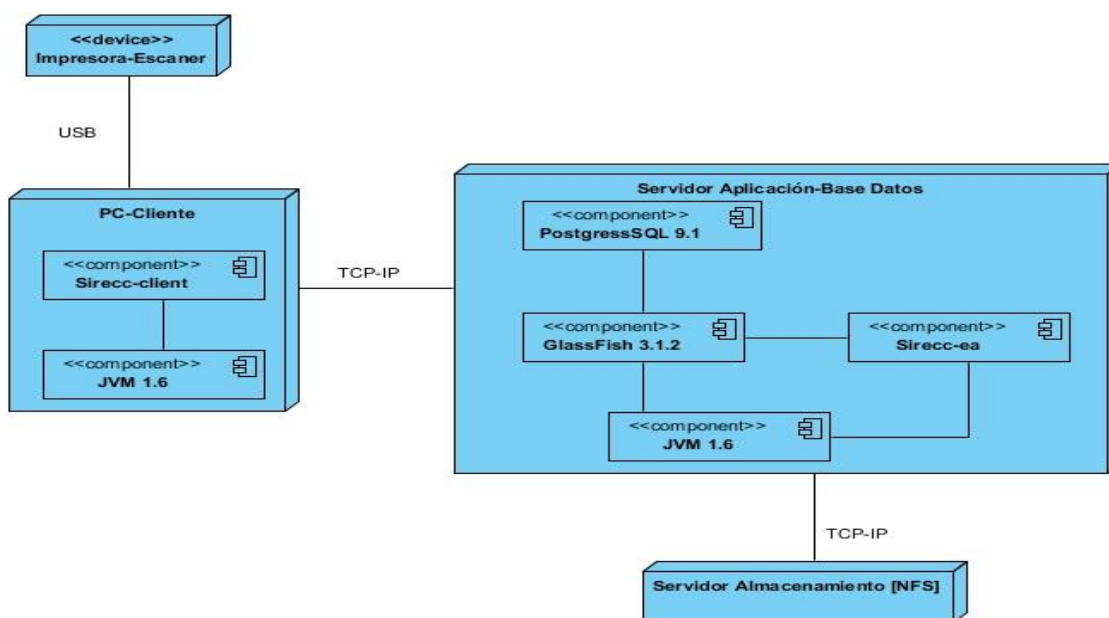 <<device>>
Impresora-Escaner
USB
PC-Cliente
<<component>>
Sirecc-client
<<component>>
JVM 1.6
TCP-IP
Servidor Aplicación-Base Datos
<<component>>
PostgressSQL 9.1
<<component>>
GlassFish 3.1.2
<<component>>
Sirecc-ea
<<component>>
JVM 1.6
TCP-IP
Servidor Almacenamiento [NFS]